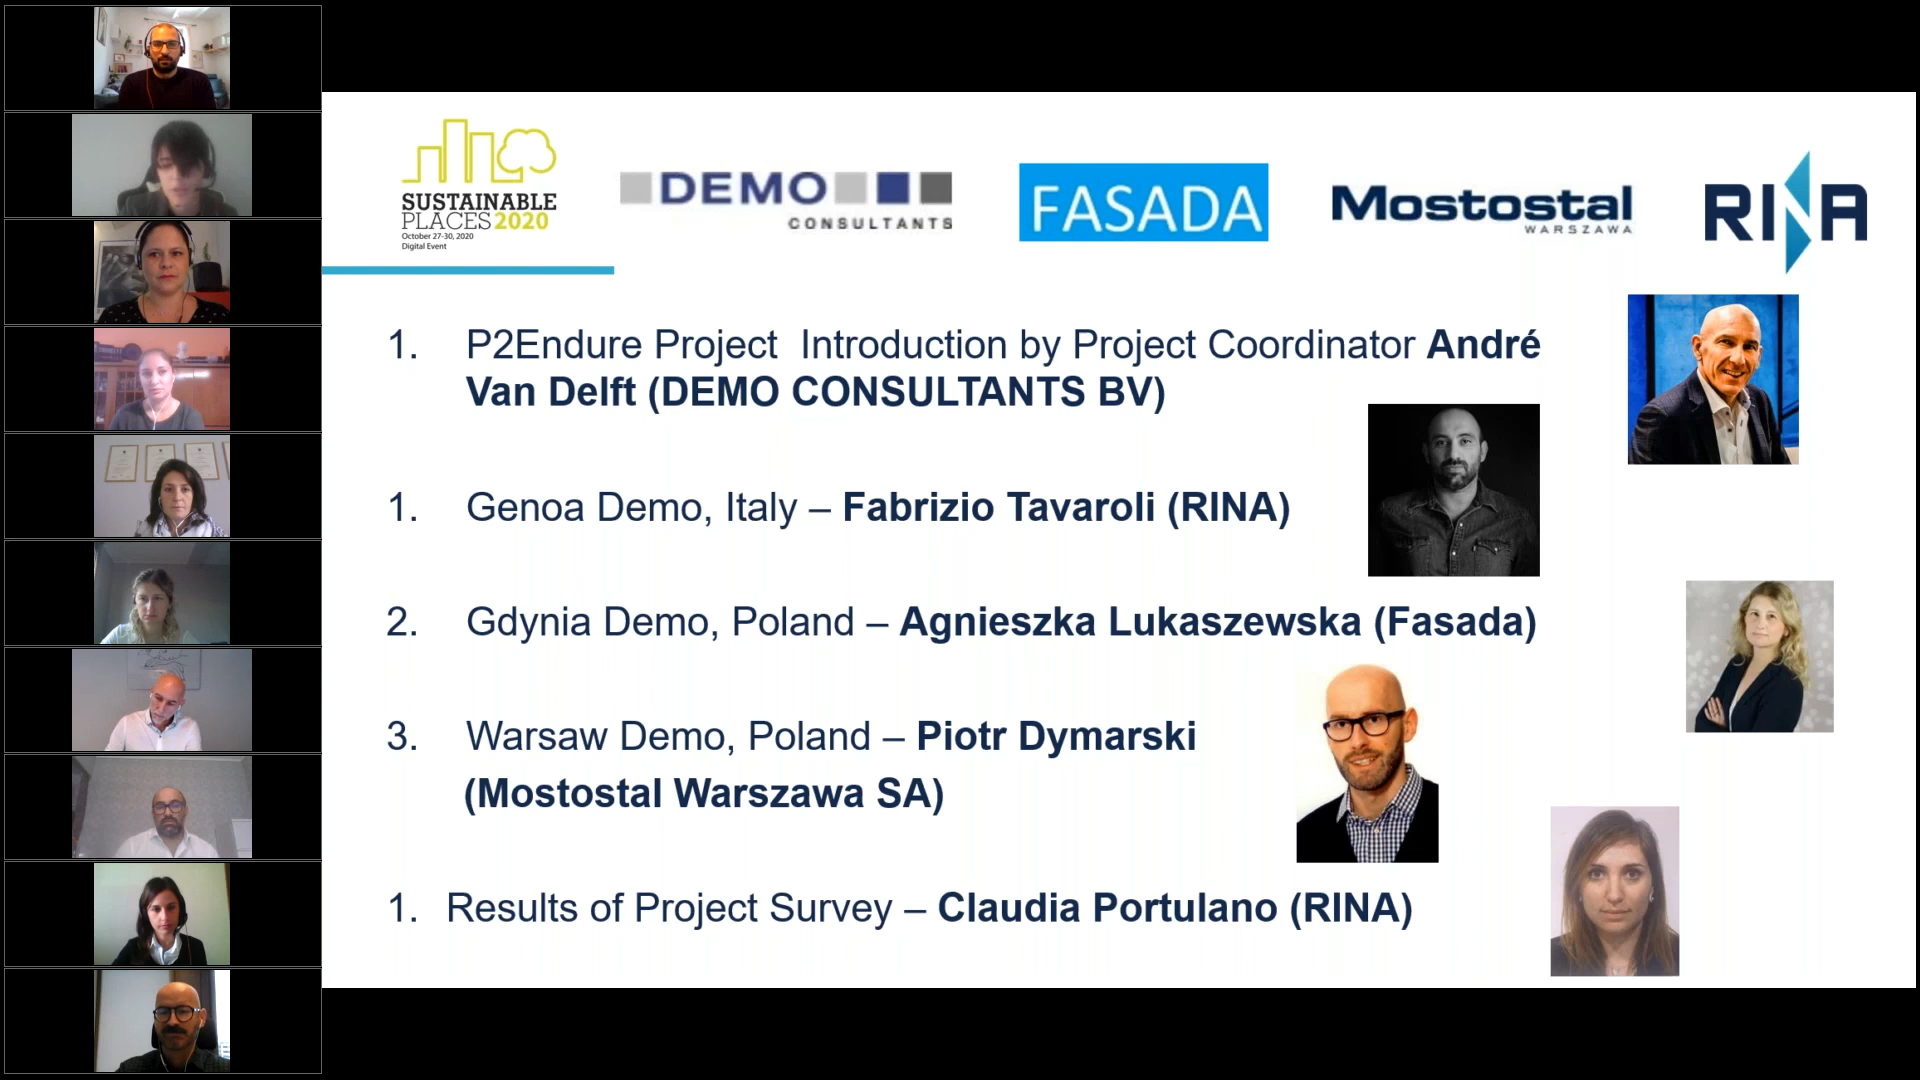 SUSTAINABLE
PLACES 2020
October 27-30, 2020
Digital Event
DEMO
CONSULTANTS
FASADA
Mostostal
WARSZAWA
RINA
1. P2Endure Project Introduction by Project Coordinator André
Van Delft (DEMO CONSULTANTS BV)
1. Genoa Demo, Italy – Fabrizio Tavaroli (RINA)
2. Gdynia Demo, Poland – Agnieszka Lukaszewska (Fasada)
3. Warsaw Demo, Poland – Piotr Dymarski
(Mostostal Warszawa SA)
1. Results of Project Survey – Claudia Portulano (RINA)